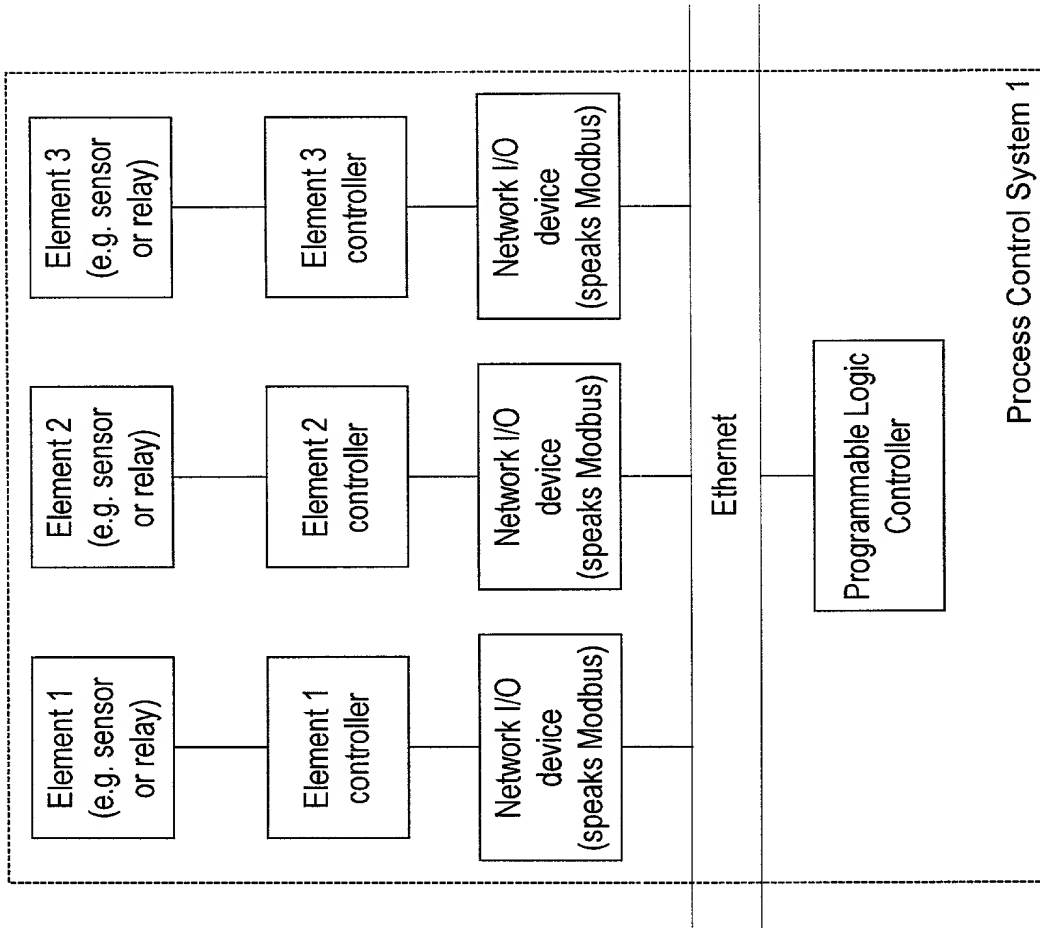 Element 1
(e.g. sensor
or relay)
Element 2
(e.g. sensor
or relay)
Element 3
(e.g. sensor
or relay)
Element 1
controller
Element 2
controller
Element 3
controller
Network I/O
device
(speaks Modbus)
Network I/O
device
(speaks Modbus)
Network I/O
device
(speaks Modbus)
Ethernet
Programmable Logic
Controller
Process Control System 1